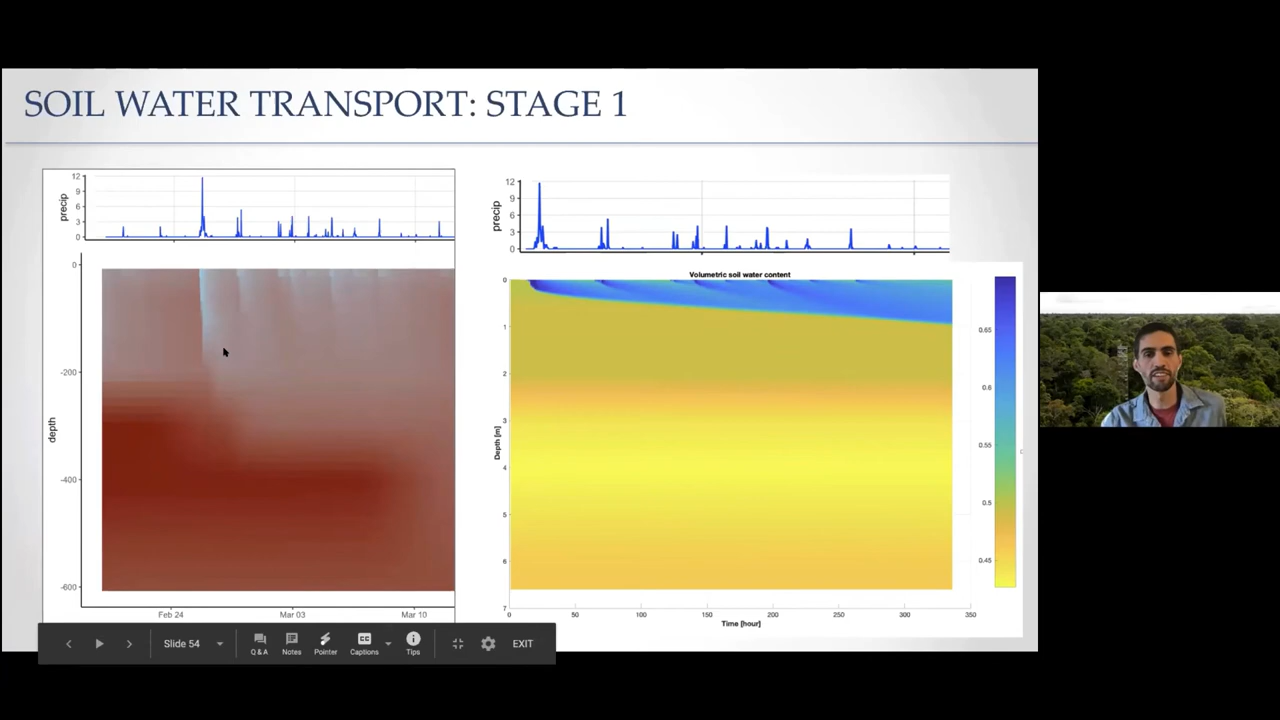 SOIL WATER TRANSPORT: STAGE 1
12
9
6
3
0
precip
0
-200
-400
-600
depth
Feb 24
Mar 03
Mar 10
12
9
6
3
0
precip
Volumetric soil water content
0
1
2
3
4
5
6
7
Depth [m]
0
50
100
150
200
250
300
350
Time [hour]
0.65
0.6
0.55
0.5
0.45
Slide 54
Q & A
Notes
Pointer
CC
Captions
Tips
EXIT